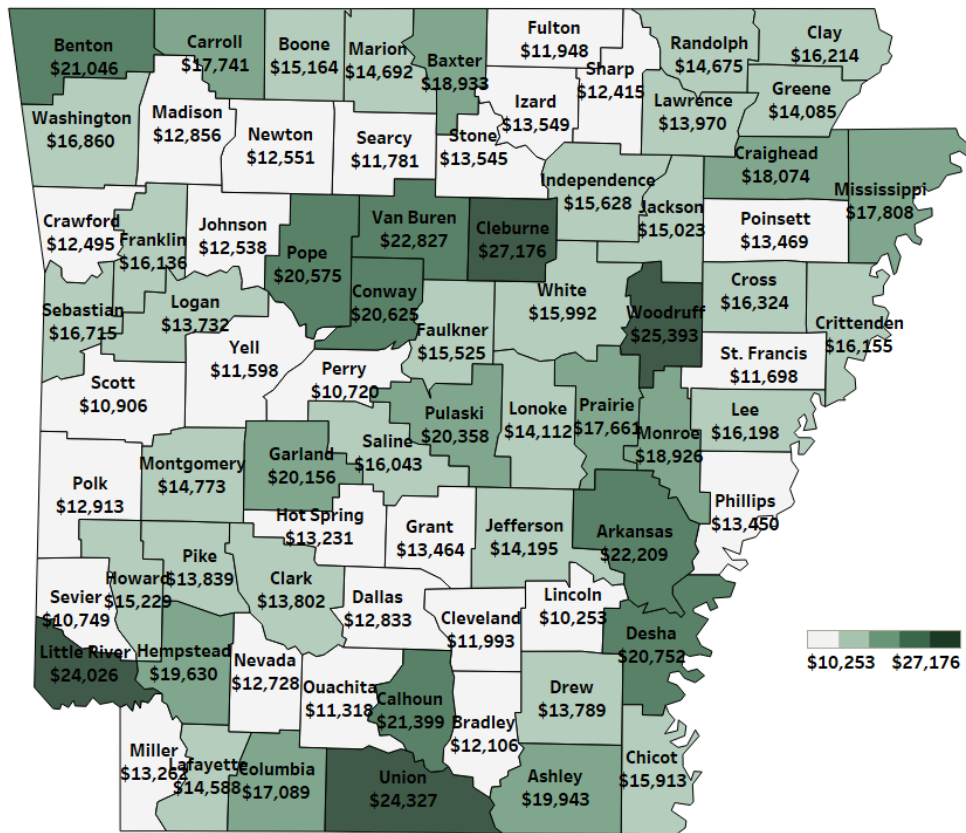 Benton
$21,046
Carroll
$17,741
Boone
$15,164
Marion
$14,692
Baxter
$18,933
Fulton
$11,948
Sharp
$12,415
Randolph
$14,675
Clay
$16,214
Washington
$16,860
Madison
$12,856
Newton
$12,551
Searcy
$11,781
Stone
$13,545
Izard
$13,549
Lawrence
$13,970
Greene
$14,085
Craighead
$18,074
Mississippi
$17,808
Crawford
$12,495
Franklin
$16,136
Johnson
$12,538
Pope
$20,575
Van Buren
$22,827
Cleburne
$27,176
Independence
$15,628
Jackson
$15,023
Poinsett
$13,469
Sebastian
$16,715
Logan
$13,732
Conway
$20,625
Faulkner
$15,525
White
$15,992
Woodruff
$25,393
Cross
$16,324
Crittenden
$16,155
Scott
$10,906
Yell
$11,598
Perry
$10,720
Pulaski
$20,358
Lonoke
$14,112
Prairie
$17,661
Monroe
$18,926
St. Francis
$11,698
Lee
$16,198
Polk
$12,913
Montgomery
$14,773
Garland
$20,156
Saline
$16,043
Hot Spring
$13,231
Grant
$13,464
Jefferson
$14,195
Arkansas
$22,209
Phillips
$13,450
Sevier
$10,749
Howard
$15,229
Pike
$13,839
Clark
$13,802
Dallas
$12,833
Cleveland
$11,993
Lincoln
$10,253
Desha
$20,752
Little River
$24,026
Hempstead
$19,630
Nevada
$12,728
Ouachita
$11,318
Calhoun
$21,399
Bradley
$12,106
Drew
$13,789
Miller
$13,262
Lafayette
$14,588
Columbia
$17,089
Union
$24,327
Ashley
$19,943
Chicot
$15,913
$10,253 $27,176